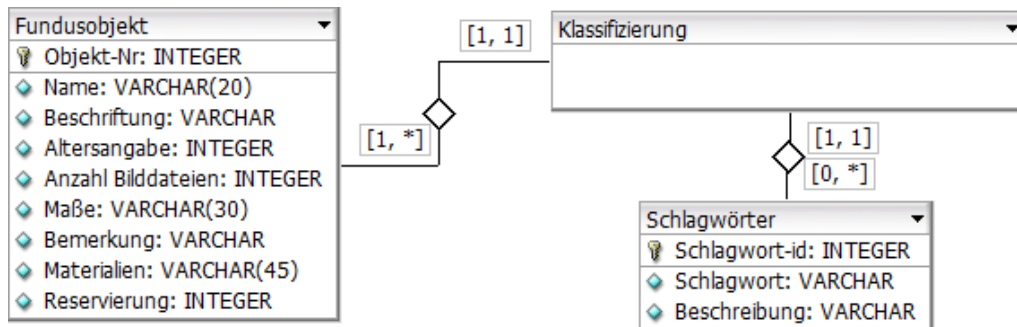 Fundusobjekt
Objekt-Nr: INTEGER
Name: VARCHAR(20)
Beschriftung: VARCHAR
Altersangabe: INTEGER
Anzahl Bilddateien: INTEGER
Maße: VARCHAR(30)
Bemerkung: VARCHAR
Materialien: VARCHAR(45)
Reservierung: INTEGER
[1, *]
[1, 1]
Klassifizierung
[1, 1]
[0, *]
Schlagwörter
Schlagwort-id: INTEGER
Schlagwort: VARCHAR
Beschreibung: VARCHAR